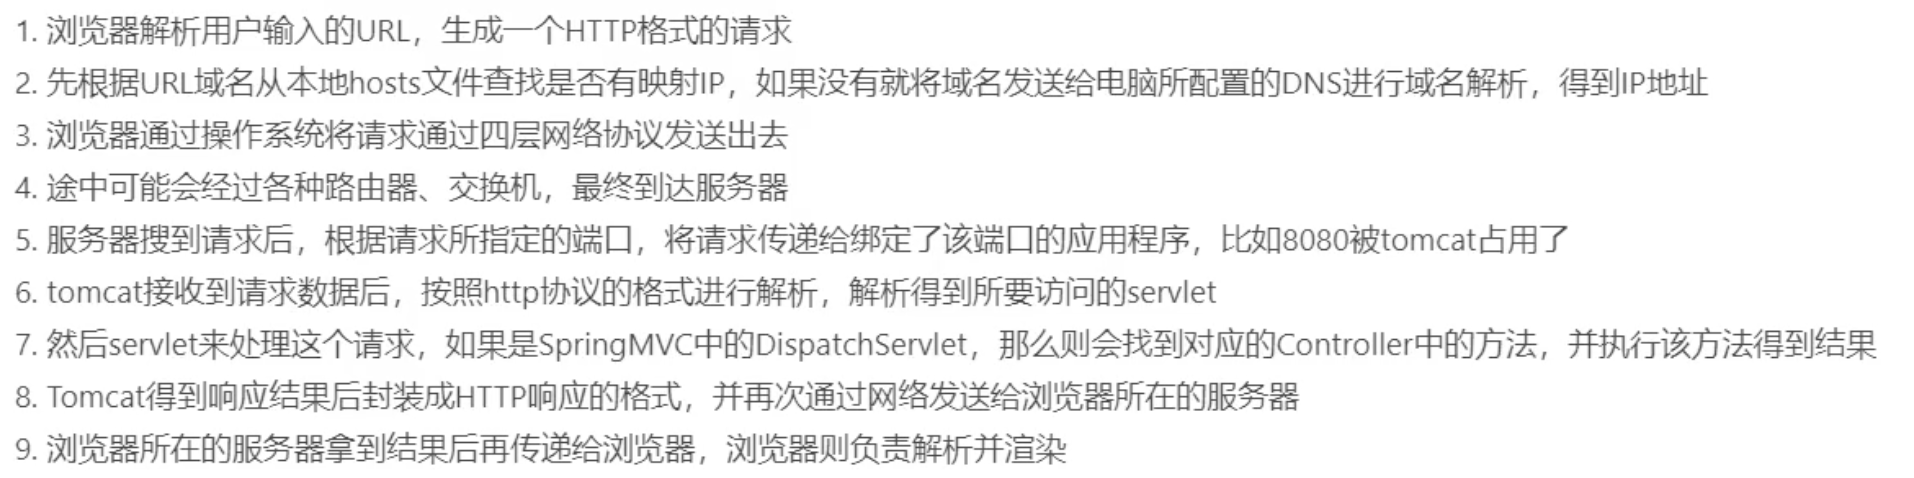 1. 浏览器解析用户输入的URL，生成一个HTTP格式的请求
2. 先根据URL域名从本地hosts文件查找是否有映射IP，如果没有就将域名发送给电脑所配置的DNS进行域名解析，得到IP地址
3. 浏览器通过操作系统将请求通过四层网络协议发送出去
4. 途中可能会经过各种路由器、交换机，最终到达服务器
5. 服务器搜到请求后，根据请求所指定的端口，将请求传递给绑定了该端口的应用程序，比如8080被tomcat占用了
6. tomcat接收到请求数据后，按照http协议的格式进行解析，解析得到所要访问的servlet
7. 然后servlet来处理这个请求，如果是SpringMVC中的DispatchServlet，那么则会找到对应的Controller中的方法，并执行该方法得到结果
8. Tomcat得到响应结果后封装成HTTP响应的格式，并再次通过网络发送给浏览器所在的服务器
9. 浏览器所在的服务器拿到结果后再传递给浏览器，浏览器则负责解析并渲染